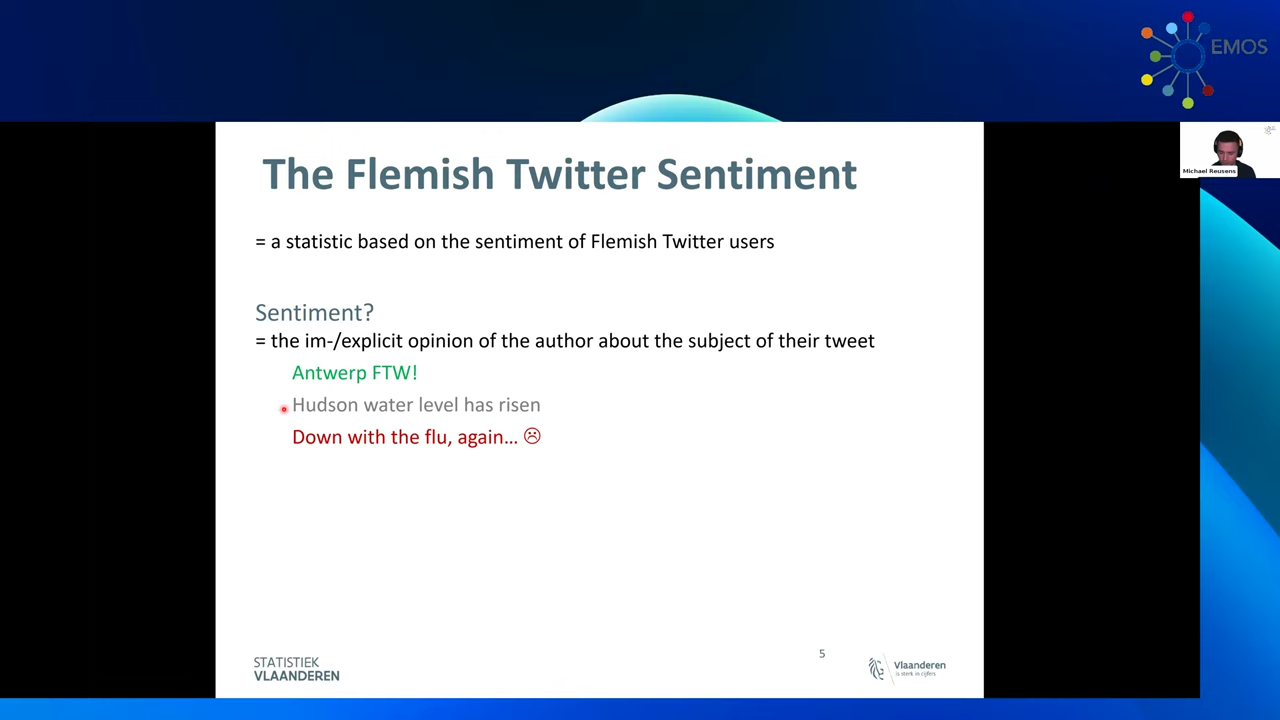 EMOS
The Flemish Twitter Sentiment
= a statistic based on the sentiment of Flemish Twitter users
Sentiment?
= the im-/explicit opinion of the author about the subject of their tweet
Antwerp FTW!
Hudson water level has risen
Down with the flu, again… ☹
Michael Reusens
STATISTIEK
VLAANDEREN
5
Vlaanderen
is sterk in cijfers